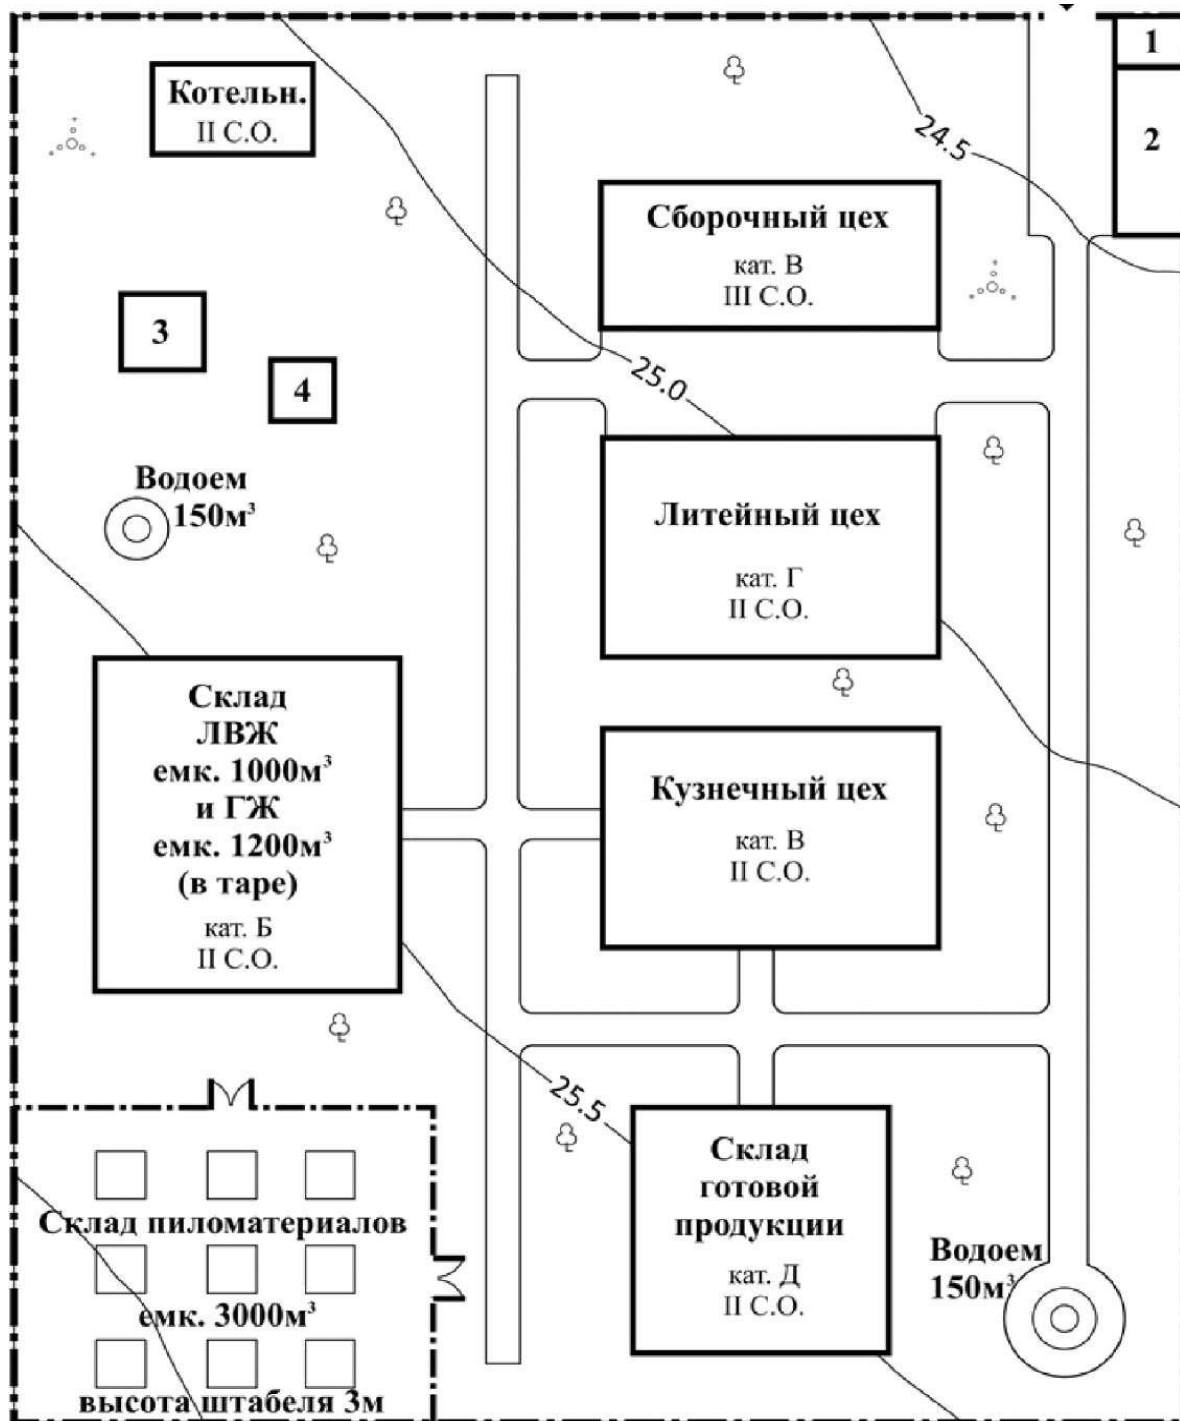 1
2
Котельн.
II С.О.
24.5
Сборочный цех
кат. В
III С.О.
3
4
25.0
Водоем
150м³
Литейный цех
кат. Г
II С.О.
Склад
ЛВЖ
емк. 1000м³
и ГЖ
емк. 1200м³
(в таре)
кат. Б
II С.О.
Кузнечный цех
кат. В
II С.О.
25.5
Склад
готовой
продукции
кат. Д
II С.О.
Склад пиломатериалов
емк. 3000м³
высота штабеля 3м
Водоем
150м³